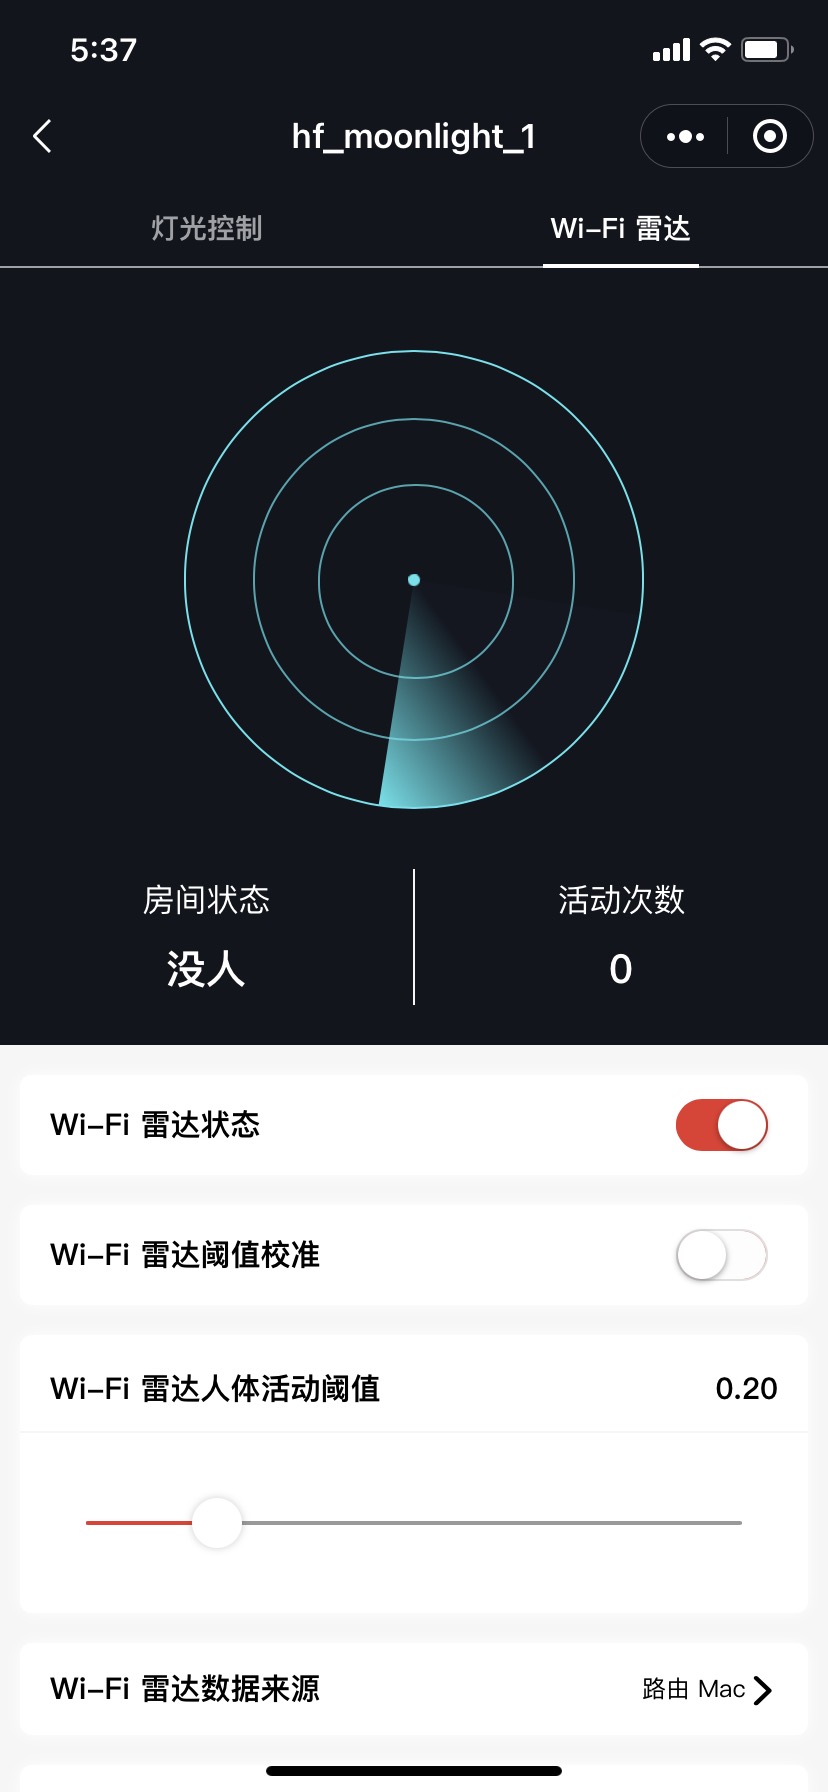 5:37
hf_moonlight_1
灯光控制
Wi-Fi 雷达
房间状态
活动次数
没人
0
Wi-Fi 雷达状态
Wi-Fi 雷达阈值校准
Wi-Fi 雷达人体活动阈值
0.20
Wi-Fi 雷达数据来源
路由 Mac